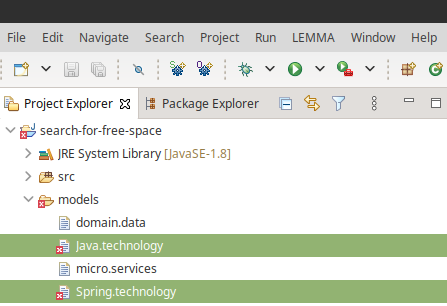 File Edit Navigate Search Project Run LEMMA Window Help
Project Explorer Package Explorer
search-for-free-space
JRE System Library [JavaSE-1.8]
src
models
domain.data
Java.technology
micro.services
Spring.technology